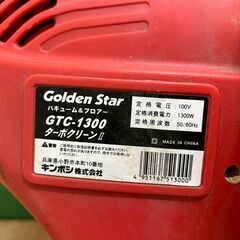 Golden Star
バキューム＆ブロアー
GTC-1300
ターボクリーンⅡ
定格電圧：100V
定格消費電力：1300W
定格周波数：50/60Hz
MADE IN CHINA
警告
兵庫県小野市本町10番地
キンボシ株式会社
4 951167 513000